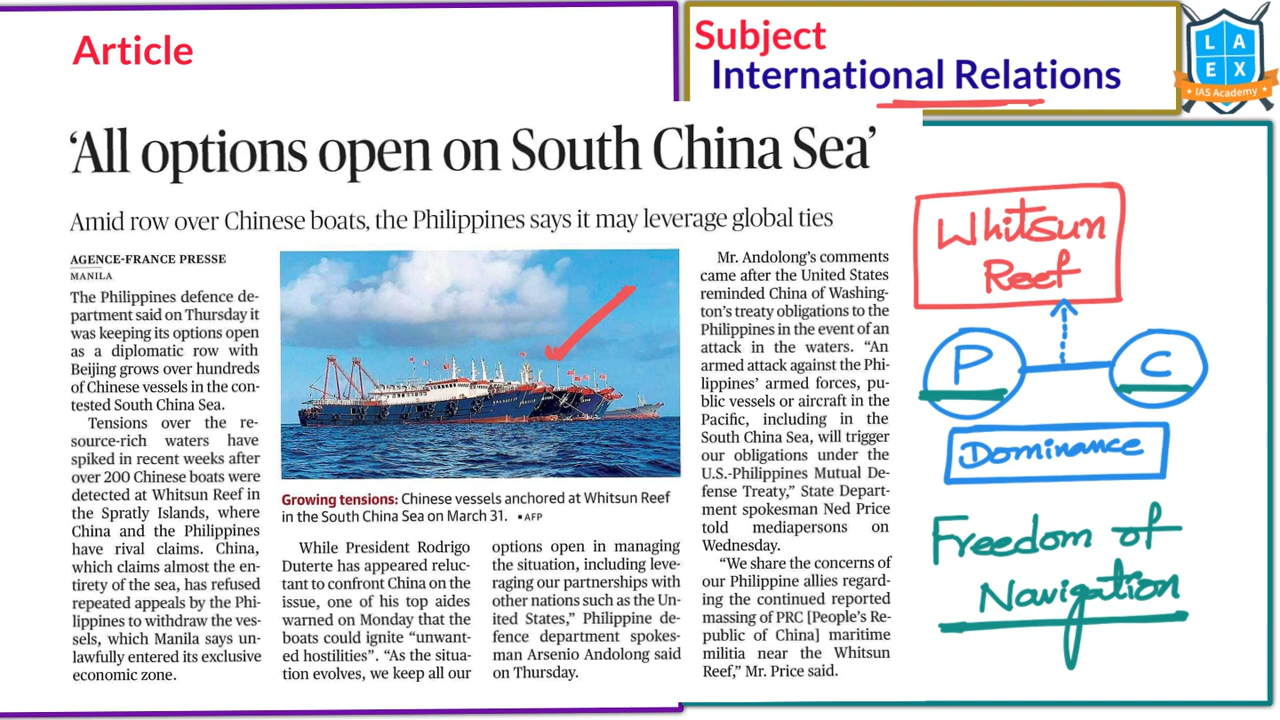 Article
Subject
International Relations
LA
EX
IAS Academy
‘All options open on South China Sea’
Amid row over Chinese boats, the Philippines says it may leverage global ties
AGENCE-FRANCE PRESSE
MANILA
The Philippines defence de-
partment said on Thursday it
was keeping its options open
as a diplomatic row with
Beijing grows over hundreds
of Chinese vessels in the con-
tested South China Sea.
Tensions over the re-
source-rich waters have
spiked in recent weeks after
over 200 Chinese boats were
detected at Whitsun Reef in
the Spratly Islands, where
China and the Philippines
have rival claims. China,
which claims almost the en-
tirety of the sea, has refused
repeated appeals by the Phi-
lippines to withdraw the ves-
sels, which Manila says un-
lawfully entered its exclusive
economic zone.
Growing tensions: Chinese vessels anchored at Whitsun Reef
in the South China Sea on March 31. ▪AFP
While President Rodrigo
Duterte has appeared reluc-
tant to confront China on the
issue, one of his top aides
warned on Monday that the
boats could ignite “unwant-
ed hostilities”. “As the situa-
tion evolves, we keep all our
options open in managing
the situation, including leve-
raging our partnerships with
other nations such as the Un-
ited States,” Philippine de-
fence department spokes-
man Arsenio Andolong said
on Thursday.
Mr. Andolong’s comments
came after the United States
reminded China of Washing-
ton’s treaty obligations to the
Philippines in the event of an
attack in the waters. “An
armed attack against the Phi-
lippines’ armed forces, pu-
blic vessels or aircraft in the
Pacific, including in the
South China Sea, will trigger
our obligations under the
U.S.-Philippines Mutual De-
fense Treaty,” State Depart-
ment spokesman Ned Price
told mediapersons on
Wednesday.
“We share the concerns of
our Philippine allies regard-
ing the continued reported
massing of PRC [People’s Re-
public of China] maritime
militia near the Whitsun
Reef,” Mr. Price said.
Whitsun
Reef
P C
Dominance
Freedom of
Navigation